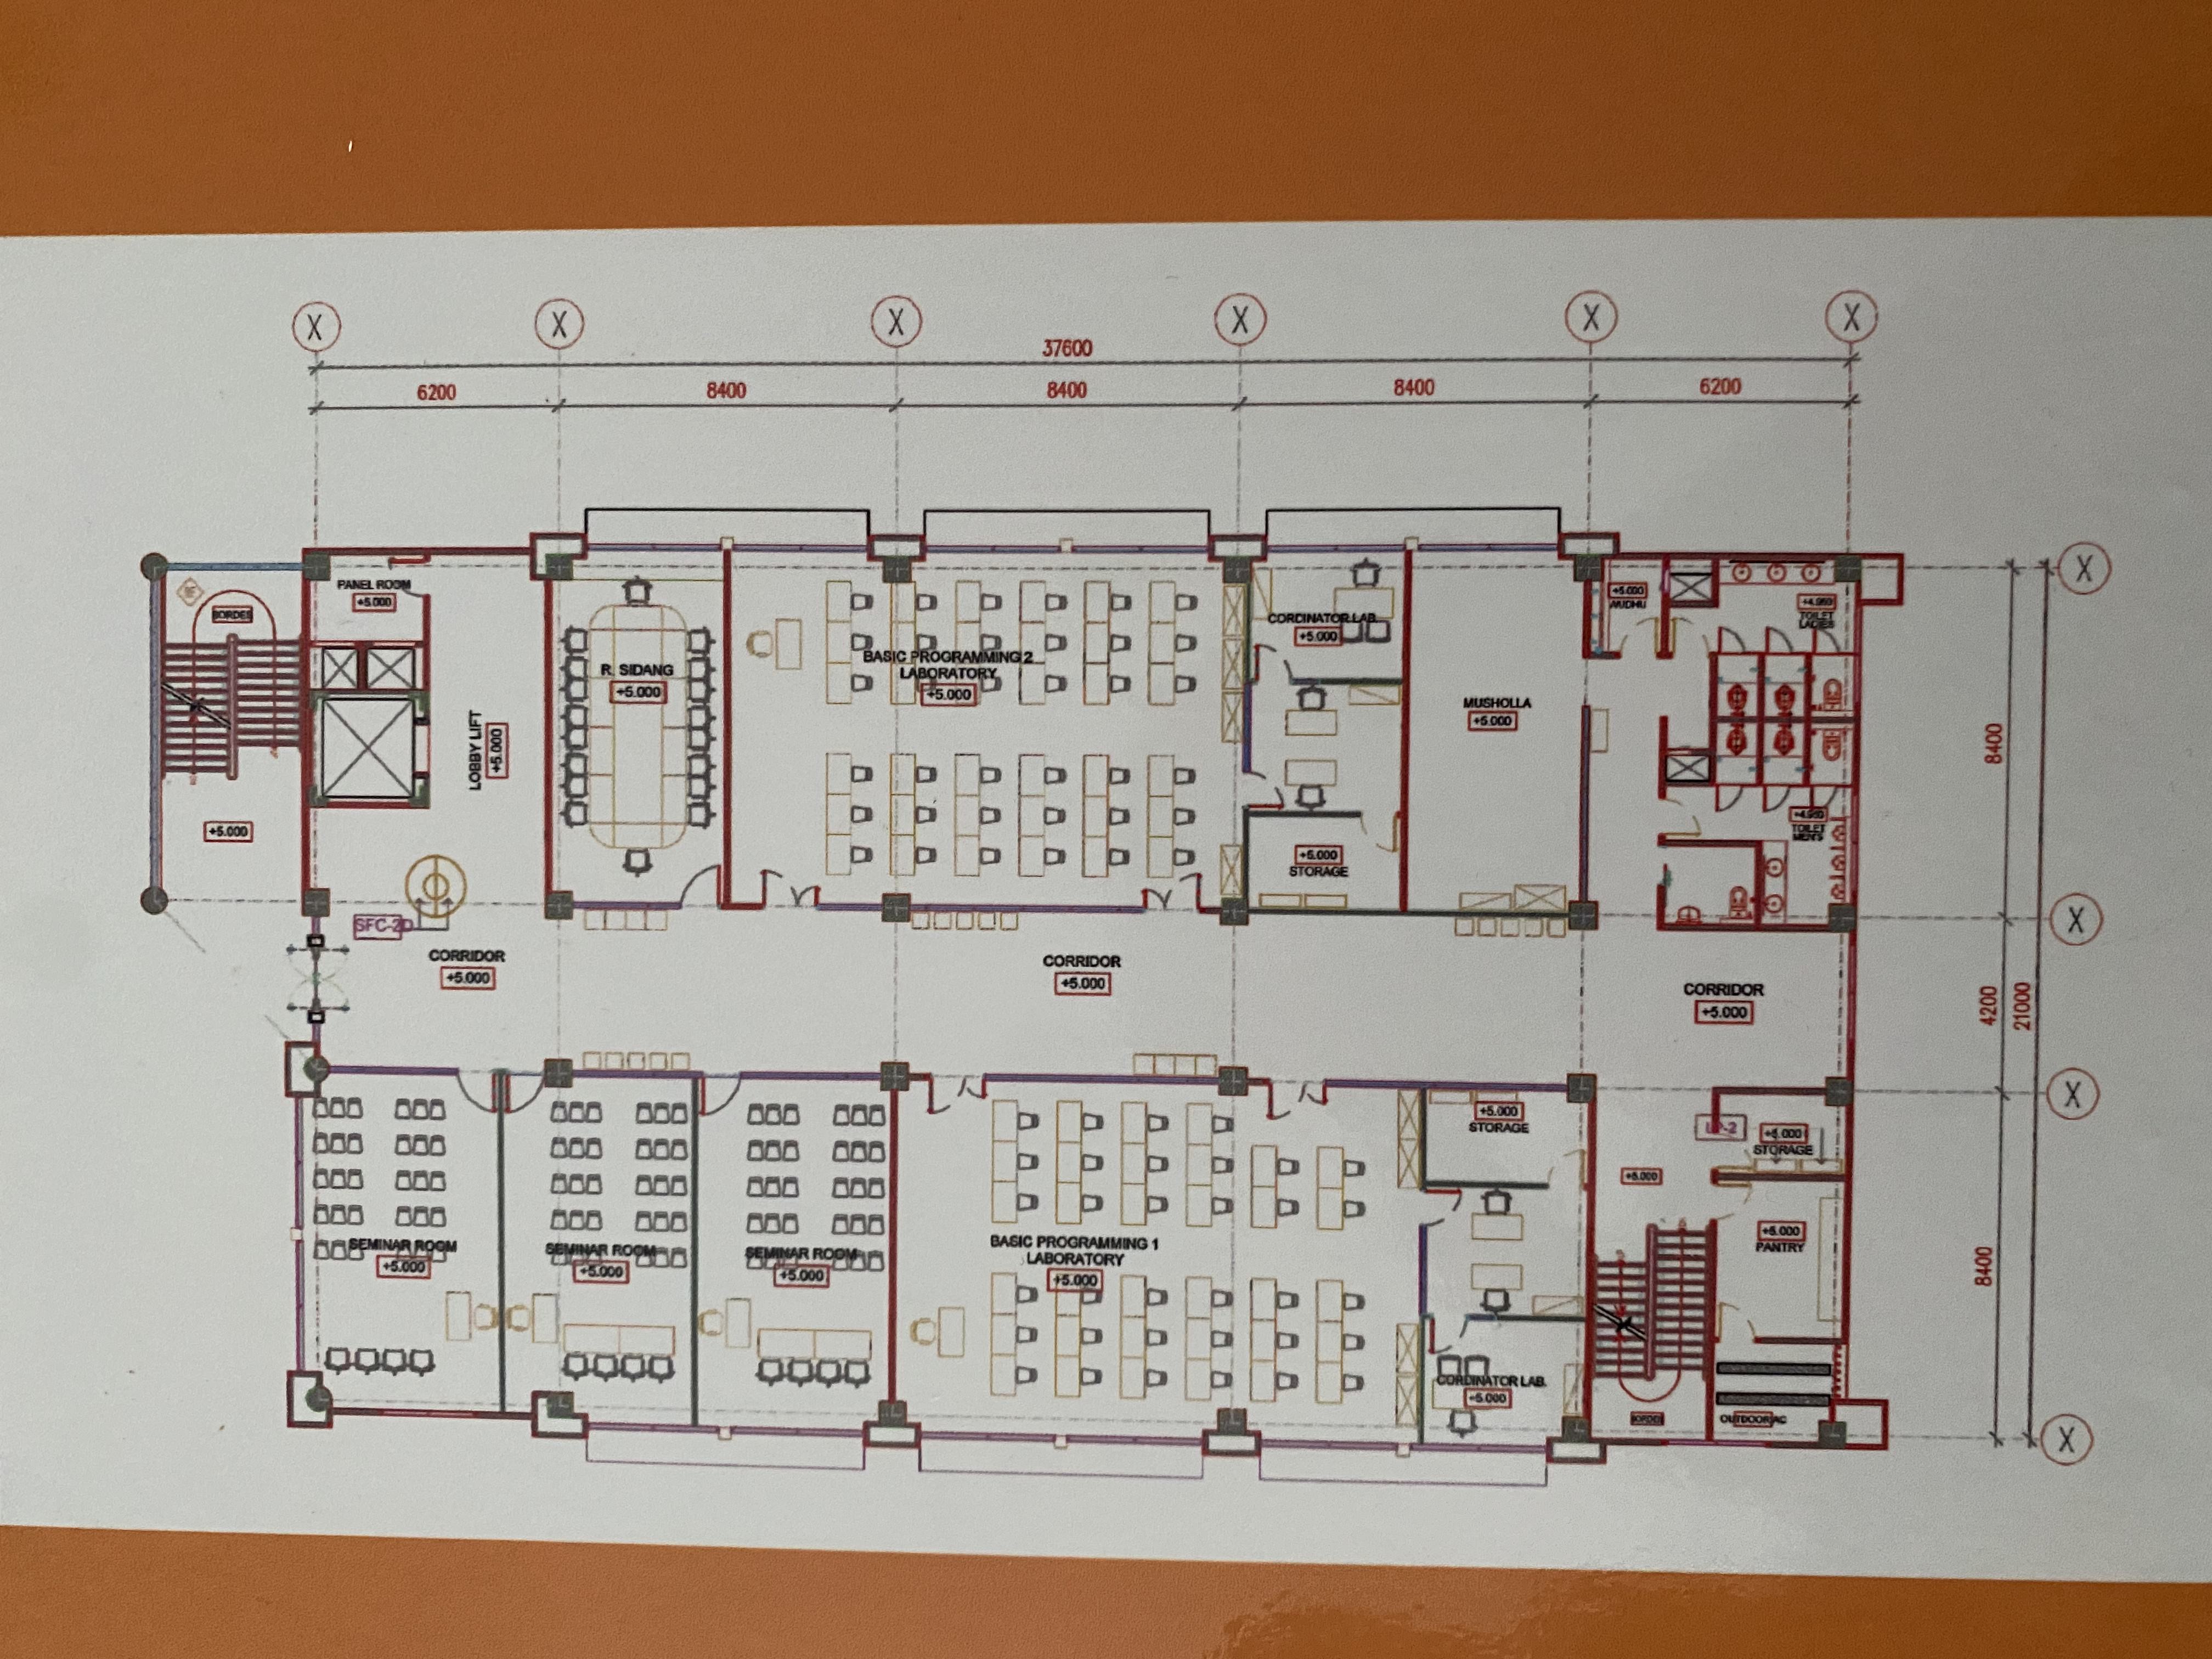 +5.000
BORDES
PANEL ROOM
+5.000
SFC-2
CORRIDOR
+5.000
LOBBY LIFT
+5.000
SEMINAR ROOM
+5.000
SEMINAR ROOM
+5.000
SEMINAR ROOM
+5.000
R. SIDANG
+5.000
BASIC PROGRAMMING 2
LABORATORY
+5.000
BASIC PROGRAMMING 1
LABORATORY
+5.000
CORRIDOR
+5.000
+5.000
STORAGE
CORDINATOR LAB.
+5.000
CORDINATOR LAB.
+5.000
+5.000
STORAGE
MUSHOLLA
+5.000
+5.000
WUDHU
BORDES
+5.000
CORRIDOR
+5.000
OUTDOOR AC
+5.000
PANTRY
+5.000
STORAGE
+4.950
TOILET
MEN'S
+4.950
TOILET
LADIES
6200
8400
8400
8400
6200
37600
X
X
X
X
X
X
8400
4200
8400
21000
X
X
X
X